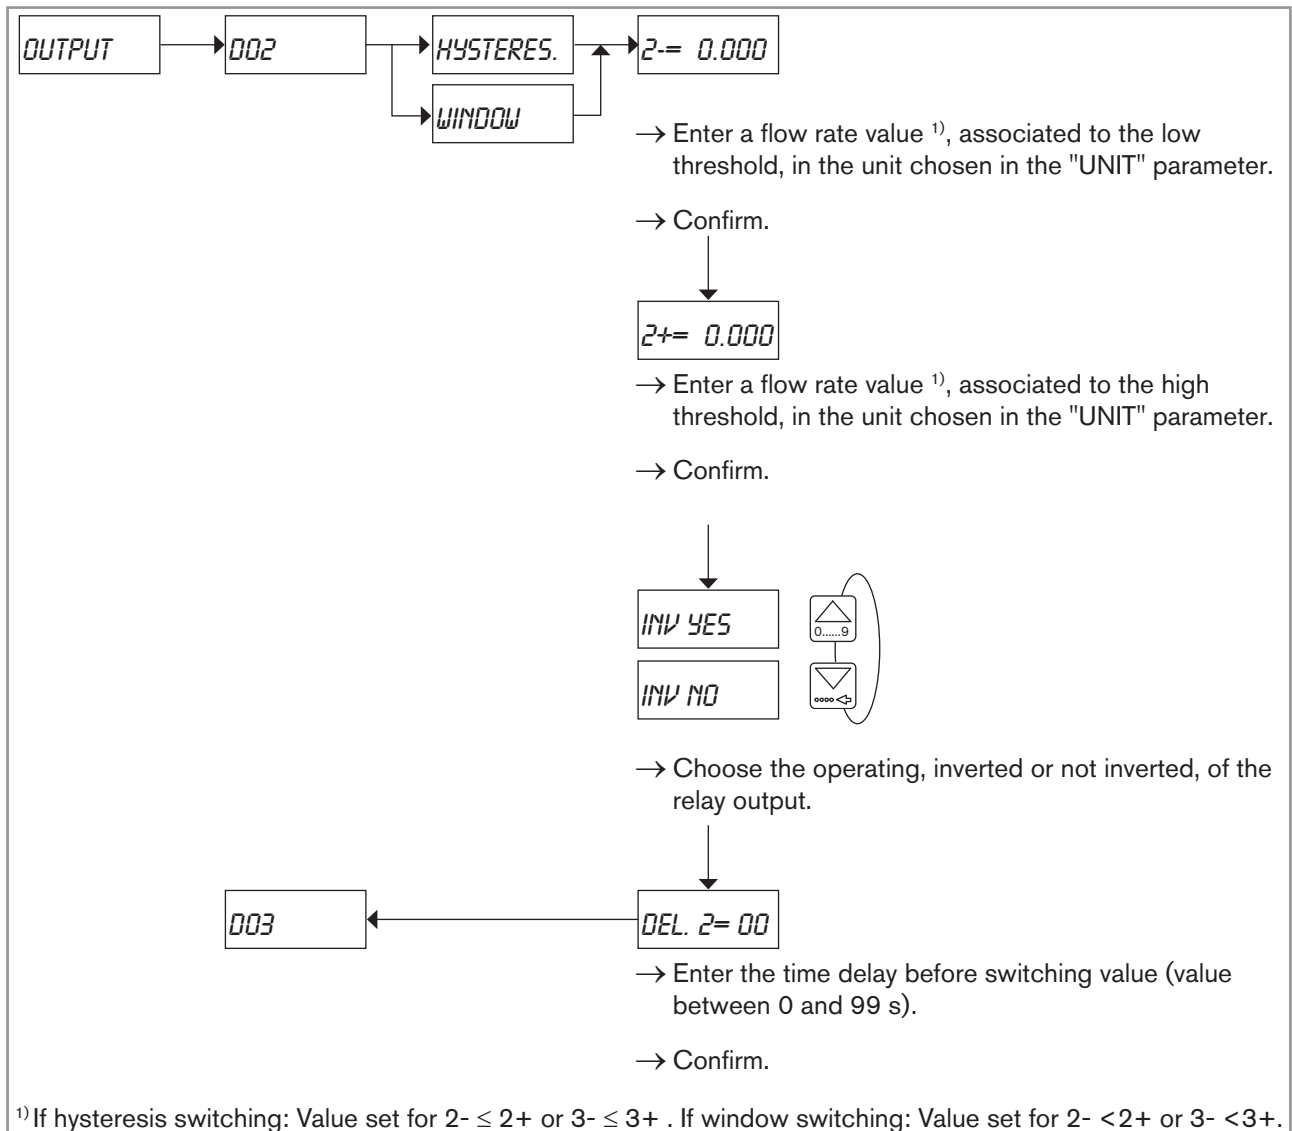 OUTPUT
DO2
HYSTERES.
2-= 0.000
WINDOW
→ Enter a flow rate value 1), associated to the low
threshold, in the unit chosen in the "UNIT" parameter.
→ Confirm.
2+= 0.000
→ Enter a flow rate value 1), associated to the high
threshold, in the unit chosen in the "UNIT" parameter.
→ Confirm.
INV YES
0......9
INV NO
→ Choose the operating, inverted or not inverted, of the
relay output.
DO3
DEL. 2= 00
→ Enter the time delay before switching value (value
between 0 and 99 s).
→ Confirm.
1) If hysteresis switching: Value set for 2- ≤ 2+ or 3- ≤ 3+ . If window switching: Value set for 2- <2+ or 3- <3+.